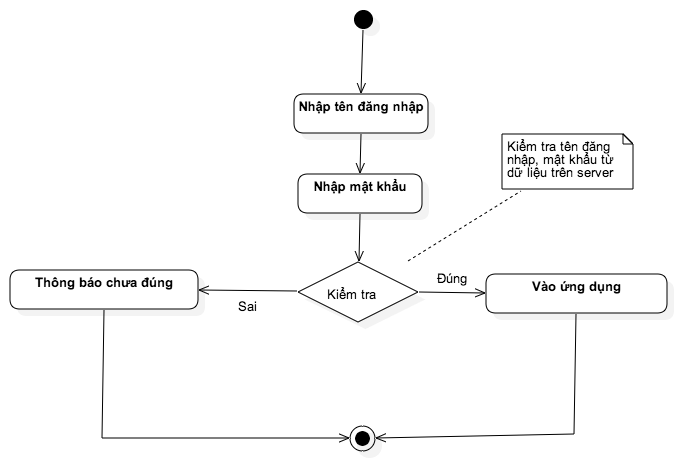 Nhập tên đăng nhập
Kiểm tra tên đăng
nhập, mật khẩu từ
dữ liệu trên server
Nhập mật khẩu
Thông báo chưa đúng
Sai
Kiểm tra
Đúng
Vào ứng dụng